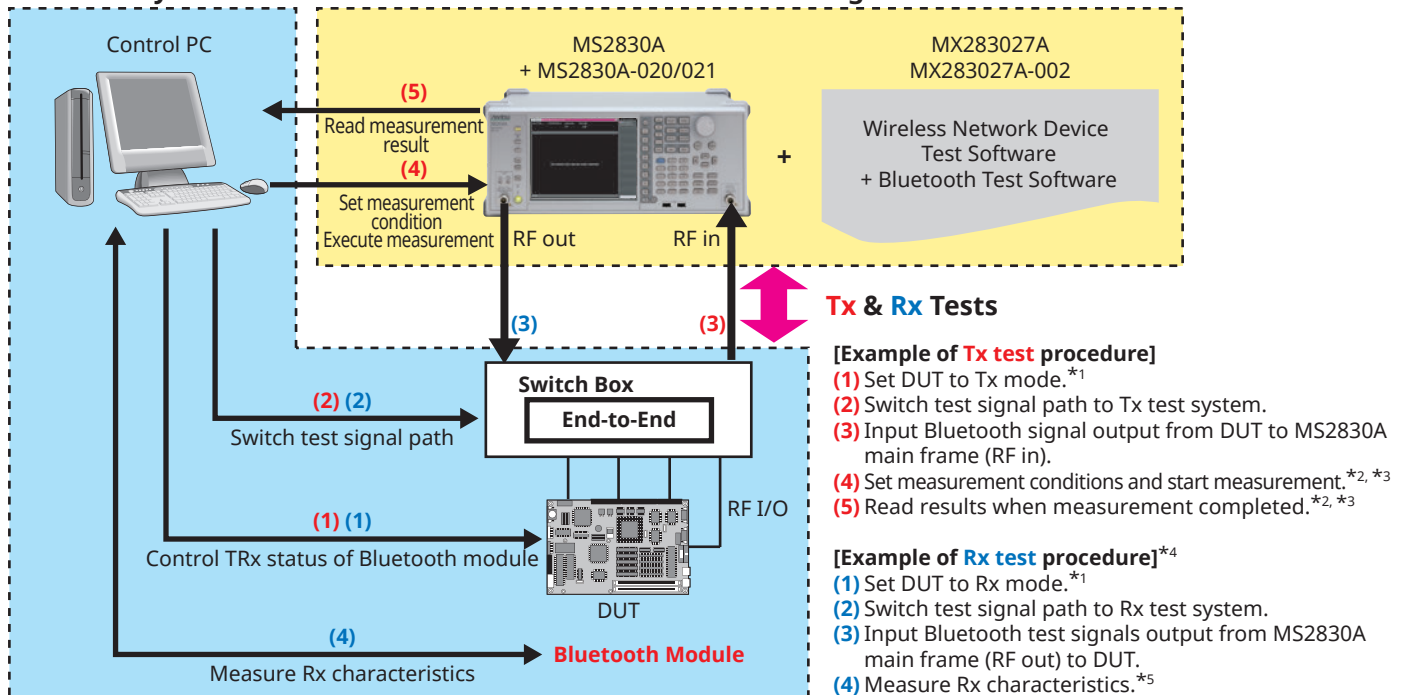 Control PC
MS2830A
+ MS2830A-020/021
MX283027A
MX283027A-002
(5)
Read measurement
result
(4)
Set measurement
condition
Execute measurement
Wireless Network Device
Test Software
+ Bluetooth Test Software
+
RF out
RF in
(3)
(3)
Tx & Rx Tests
Switch Box
End-to-End
(2) (2)
Switch test signal path
RF I/O
(1) (1)
Control TRx status of Bluetooth module
DUT
(4)
Measure Rx characteristics
Bluetooth Module
[Example of Tx test procedure]
(1) Set DUT to Tx mode.*1
(2) Switch test signal path to Tx test system.
(3) Input Bluetooth signal output from DUT to MS2830A
main frame (RF in).
(4) Set measurement conditions and start measurement.*2, *3
(5) Read results when measurement completed.*2, *3
[Example of Rx test procedure]*4
(1) Set DUT to Rx mode.*1
(2) Switch test signal path to Rx test system.
(3) Input Bluetooth test signals output from MS2830A
main frame (RF out) to DUT.
(4) Measure Rx characteristics.*5